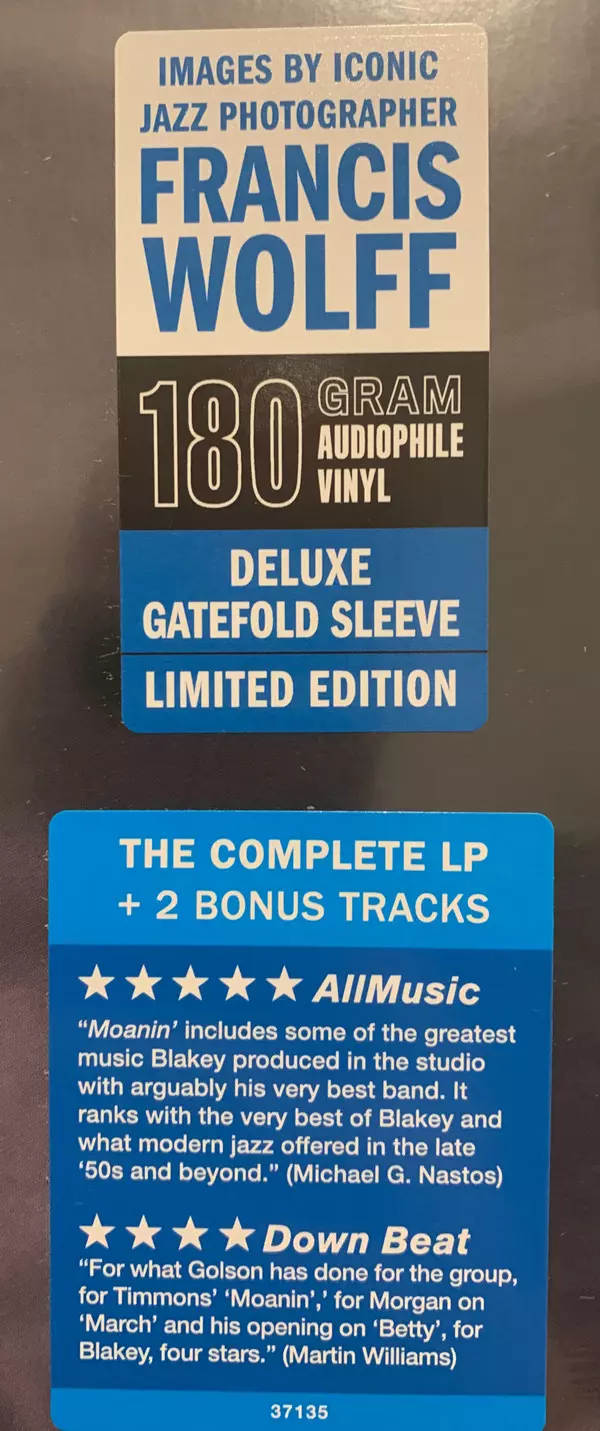 IMAGES BY ICONIC
JAZZ PHOTOGRAPHER
FRANCIS
WOLFF
180 GRAM
AUDIOPHILE
VINYL
DELUXE
GATEFOLD SLEEVE
LIMITED EDITION
THE COMPLETE LP
+ 2 BONUS TRACKS
★★★★★ AllMusic
“Moanin’ includes some of the greatest
music Blakey produced in the studio
with arguably his very best band. It
ranks with the very best of Blakey and
what modern jazz offered in the late
‘50s and beyond.” (Michael G. Nastos)
★★★★ Down Beat
“For what Golson has done for the group,
for Timmons’ ‘Moanin’,’ for Morgan on
‘March’ and his opening on ‘Betty’, for
Blakey, four stars.” (Martin Williams)
37135